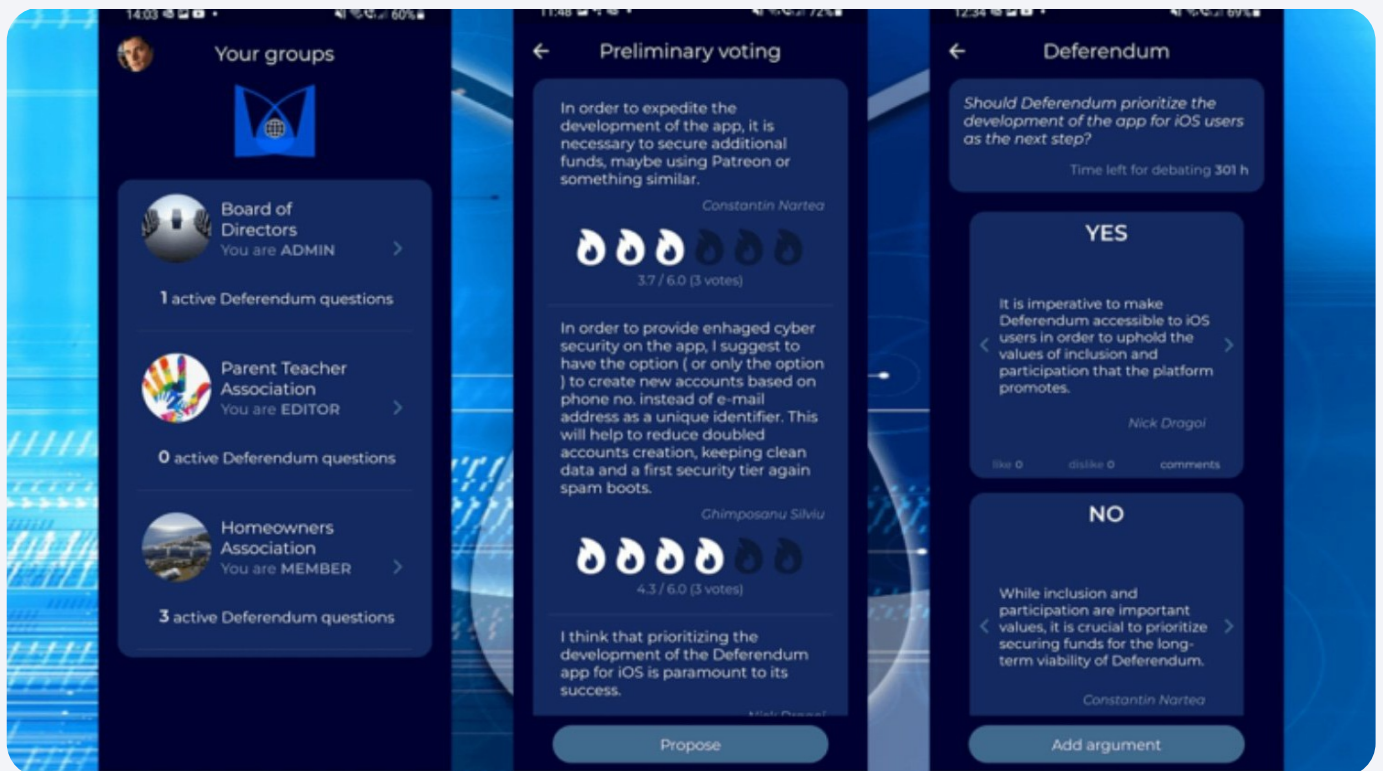 14:03
60%
Your groups
Board of
Directors
You are ADMIN
1 active Deferendum questions
Parent Teacher
Association
You are EDITOR
0 active Deferendum questions
Homeowners
Association
You are MEMBER
3 active Deferendum questions
11:48
72%
Preliminary voting
In order to expedite the
development of the app, it is
necessary to secure additional
funds, maybe using Patreon or
something similar.
Constantin Nartea
3.7 / 6.0 (3 votes)
In order to provide enhaged cyber
security on the app, I suggest to
have the option ( or only the option
) to create new accounts based on
phone no. instead of e-mail
address as a unique identifier. This
will help to reduce doubled
accounts creation, keeping clean
data and a first security tier again
spam boots.
Ghimposanu Silviu
4.3 / 6.0 (3 votes)
I think that prioritizing the
development of the Deferendum
app for iOS is paramount to its
success.
Nick Dragoi
Propose
12:34
69%
Deferendum
Should Deferendum prioritize the
development of the app for iOS users
as the next step?
Time left for debating 301 h
YES
It is imperative to make
Deferendum accessible to iOS
users in order to uphold the
values of inclusion and
participation that the platform
promotes.
Nick Dragoi
like 0 dislike 0 comments
NO
While inclusion and
participation are important
values, it is crucial to prioritize
securing funds for the long-
term viability of Deferendum.
Constantin Nartea
Add argument